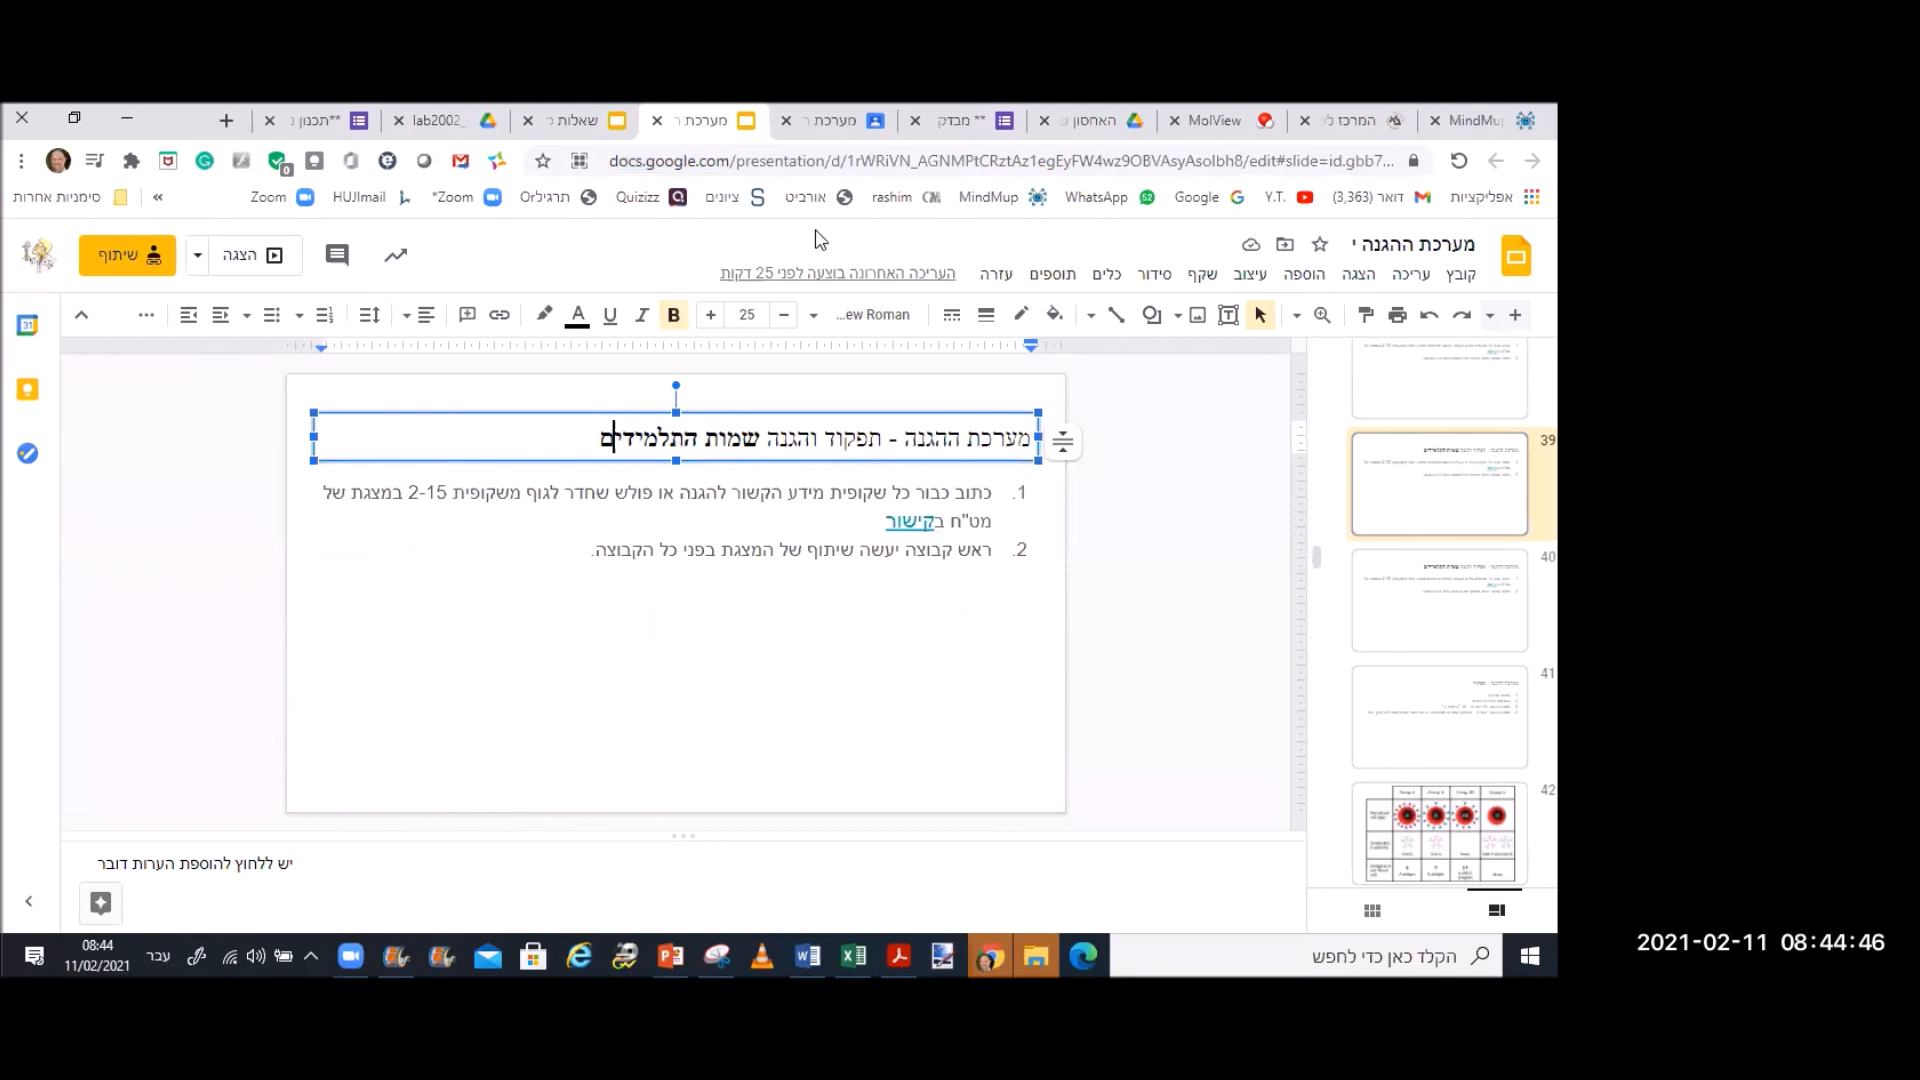 MindMup
המרכז לכ
MolView
האחסון ש
** מבדק
מערכת ר
מערכת ר
שאלות כ
lab2002_
**תכנון נ
docs.google.com/presentation/d/1rWRiVN_AGNMPtCRztAz1egEyFW4wz9OBVAsyAsolbh8/edit#slide=id.gbb7...
אפליקציות
דואר (3,363)
Y.T.
Google
WhatsApp
MindMup
rashim
אורביט
ציונים
Quizizz
תרגילים
*Zoom
HUJImail
Zoom
«
סימניות אחרות
מערכת ההגנה י
הצגה
שיתוף
קובץ עריכה הצגה הוספה עיצוב שקף סידור כלים תוספים עזרה
העריכה האחרונה בוצעה לפני 25 דקות
...ew Roman
25
B I U A
מערכת ההגנה - תפקוד והגנה שמות התלמידים
1. כתוב כבור כל שקופית מידע הקשור להגנה או פולש שחדר לגוף משקופית 2-15 במצגת של
מט"ח בקישור
2. ראש קבוצה יעשה שיתוף של המצגת בפני כל הקבוצה.
39
40
41
42
יש ללחוץ להוספת הערות דובר
הקלד כאן כדי לחפש
עבר
08:44
11/02/2021
2021-02-11 08:44:46